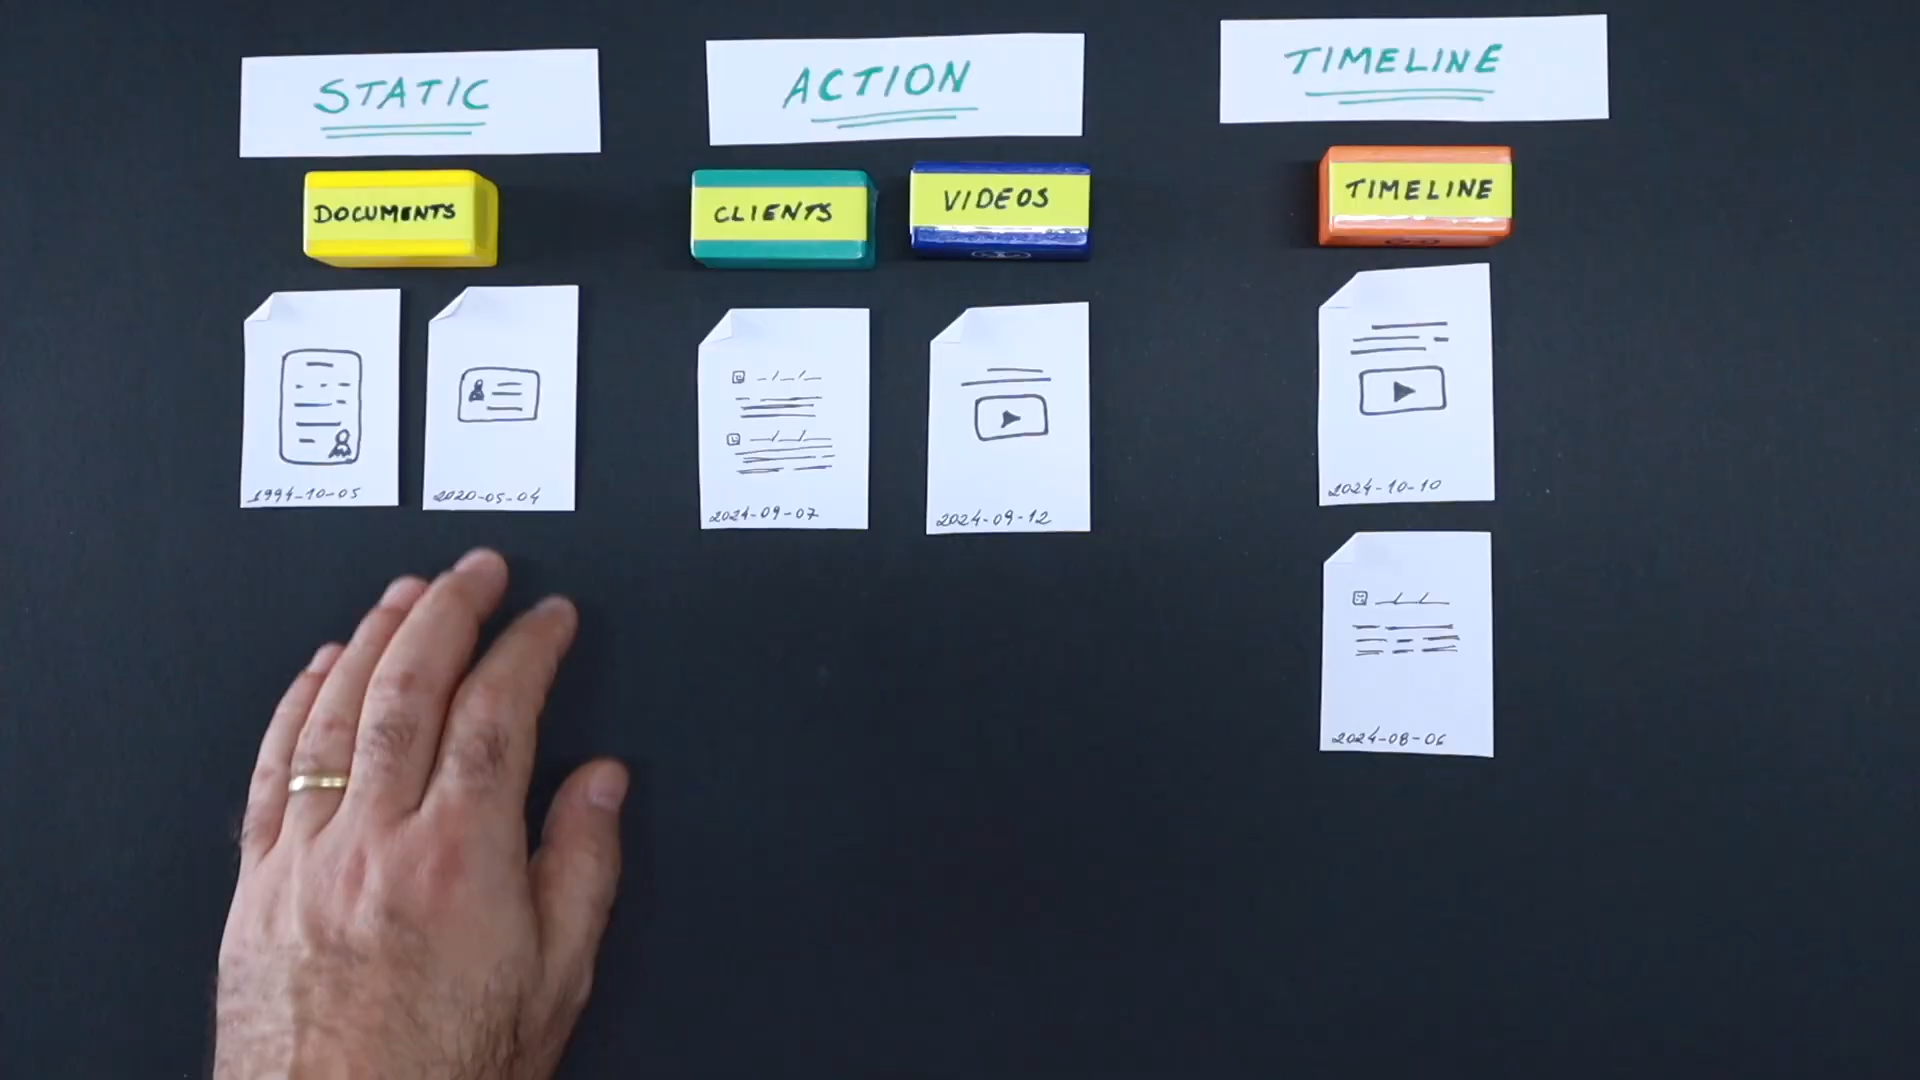 STATIC
ACTION
TIMELINE
DOCUMENTS
CLIENTS
VIDEOS
TIMELINE
1994-10-05
2020-05-04
2024-09-07
2024-09-12
2024-10-10
2024-08-06